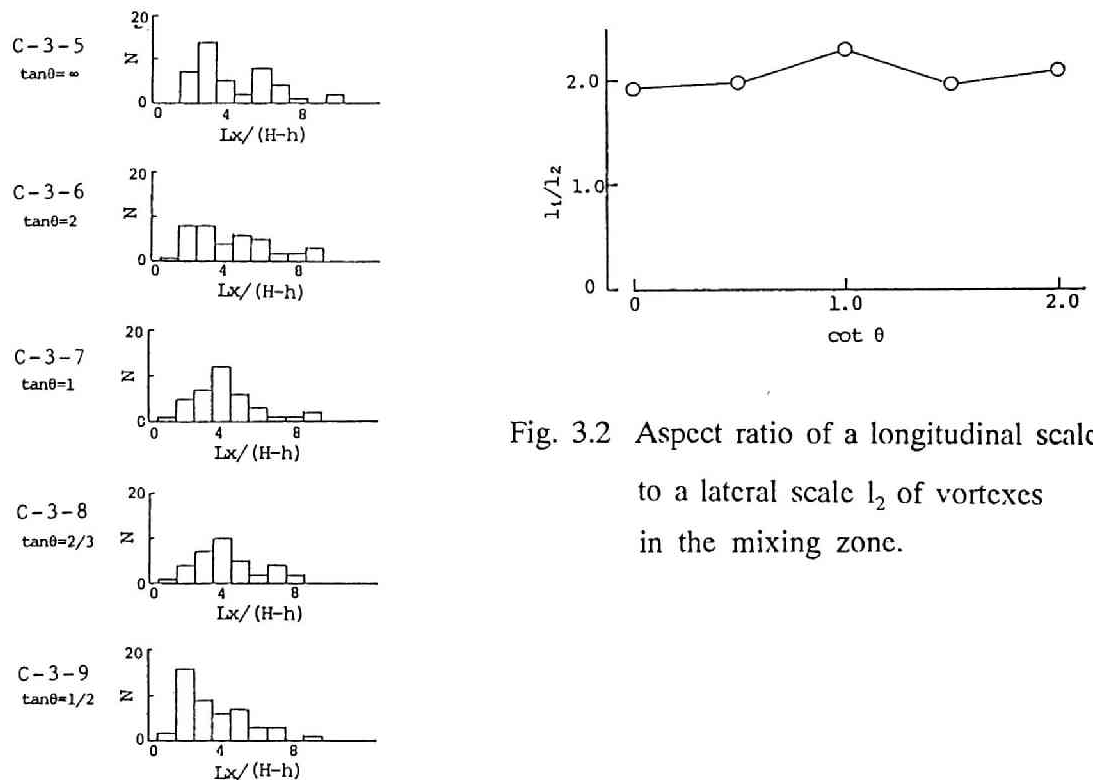 20
C-3-5
tanθ=∞
N
0
0 4 8
Lx/(H-h)
20
C-3-6
tanθ=2
N
0
0 4 8
Lx/(H-h)
20
C-3-7
tanθ=1
N
0
0 4 8
Lx/(H-h)
20
C-3-8
tanθ=2/3
N
0
0 4 8
Lx/(H-h)
20
C-3-9
tanθ=1/2
N
0
0 4 8
Lx/(H-h)
2.0
l₁/l₂
1.0
0
0 1.0 2.0
cot θ
Fig. 3.2 Aspect ratio of a longitudinal scale
to a lateral scale l₂ of vortexes
in the mixing zone.